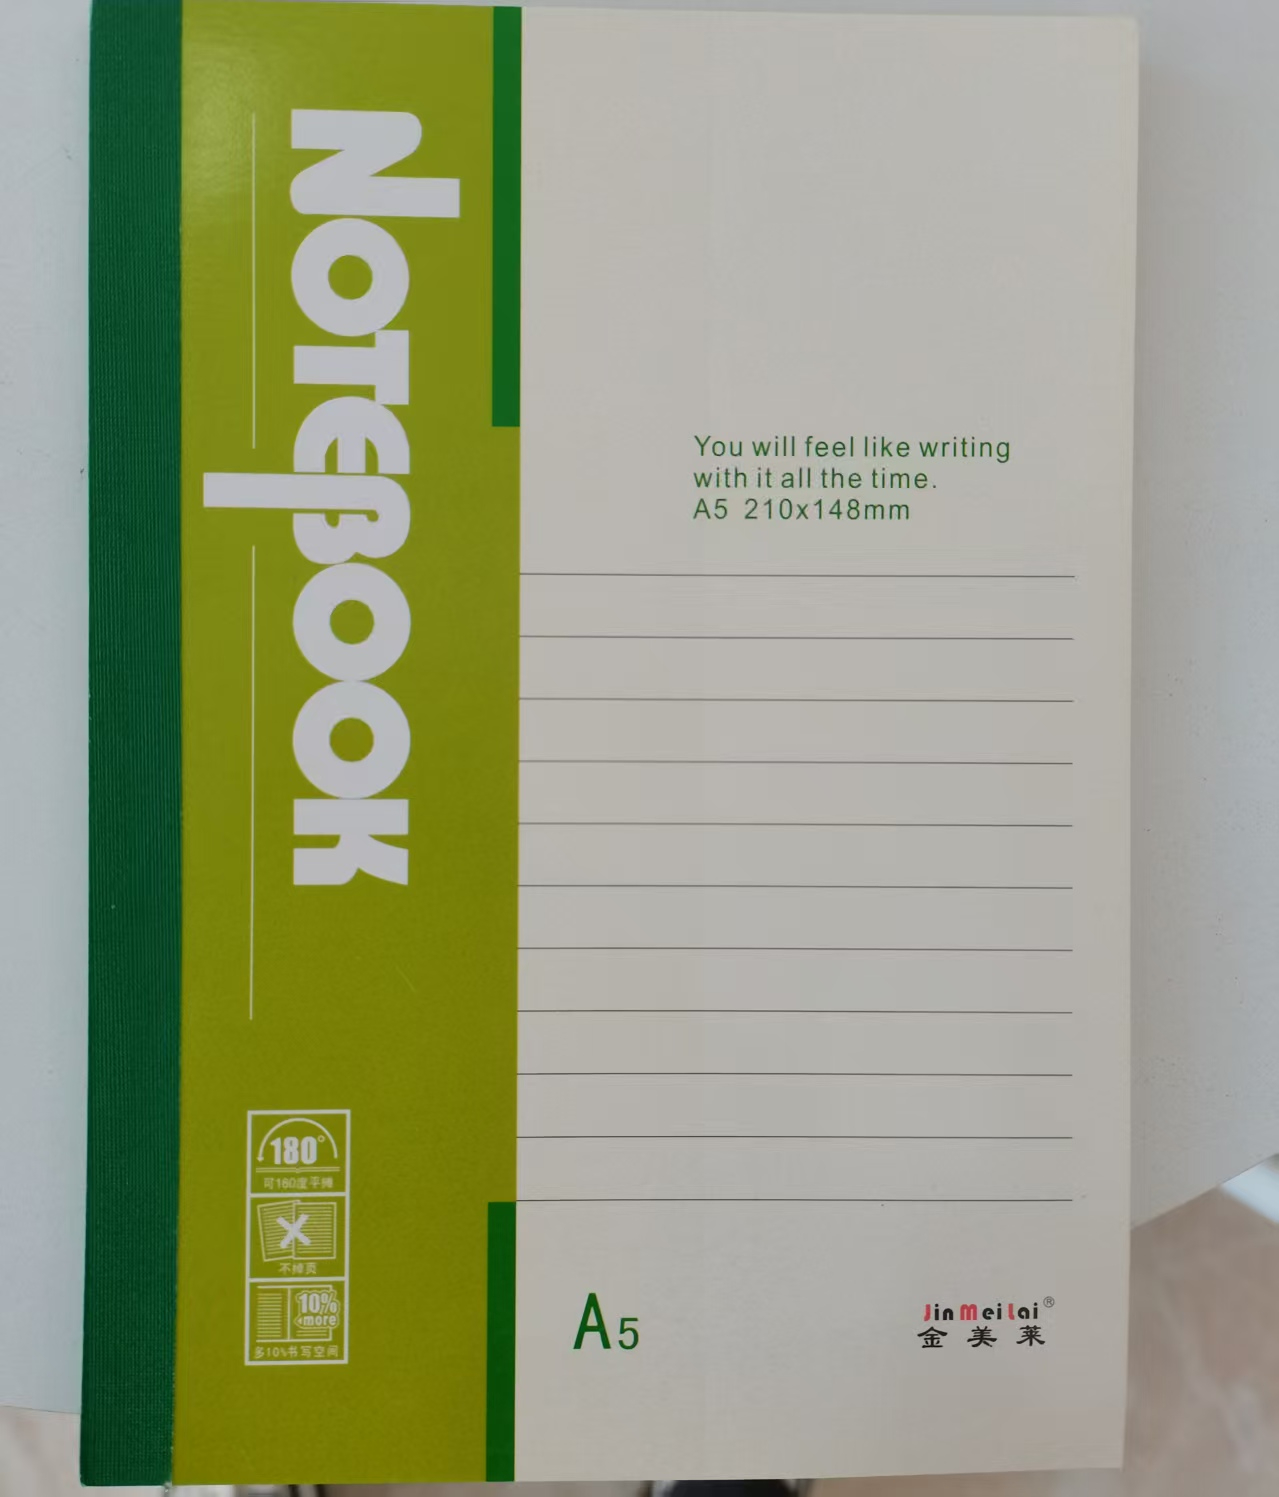 NOTEBOOK
You will feel like writing
with it all the time.
A5 210x148mm
180°
可180度平摊
不掉页
10%
more
多10%书写空间
A5
JinMeiLai®
金美莱